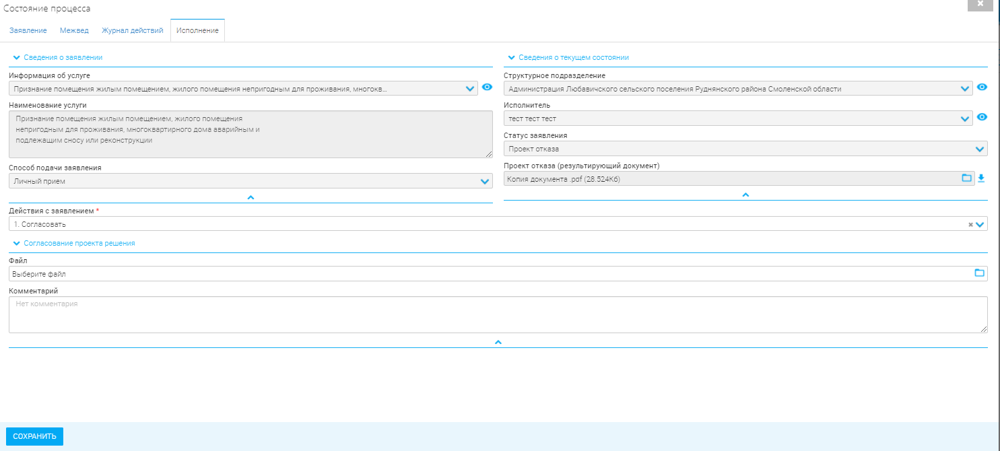 Состояние процесса
Заявление
Межвед
Журнал действий
Исполнение
Сведения о заявлении
Информация об услуге
Признание помещения жилым помещением, жилого помещения непригодным для проживания, многокв...
Наименование услуги
Признание помещения жилым помещением, жилого помещения
непригодным для проживания, многоквартирного дома аварийным и
подлежащим сносу или реконструкции
Способ подачи заявления
Личный прием
Сведения о текущем состоянии
Структурное подразделение
Администрация Любавичского сельского поселения Руднянского района Смоленской области
Исполнитель
тест тест тест
Статус заявления
Проект отказа
Проект отказа (результирующий документ)
Копия документа .pdf (28.524Кб)
Действия с заявлением *
1. Согласовать
Согласование проекта решения
Файл
Выберите файл
Комментарий
Нет комментария
СОХРАНИТЬ